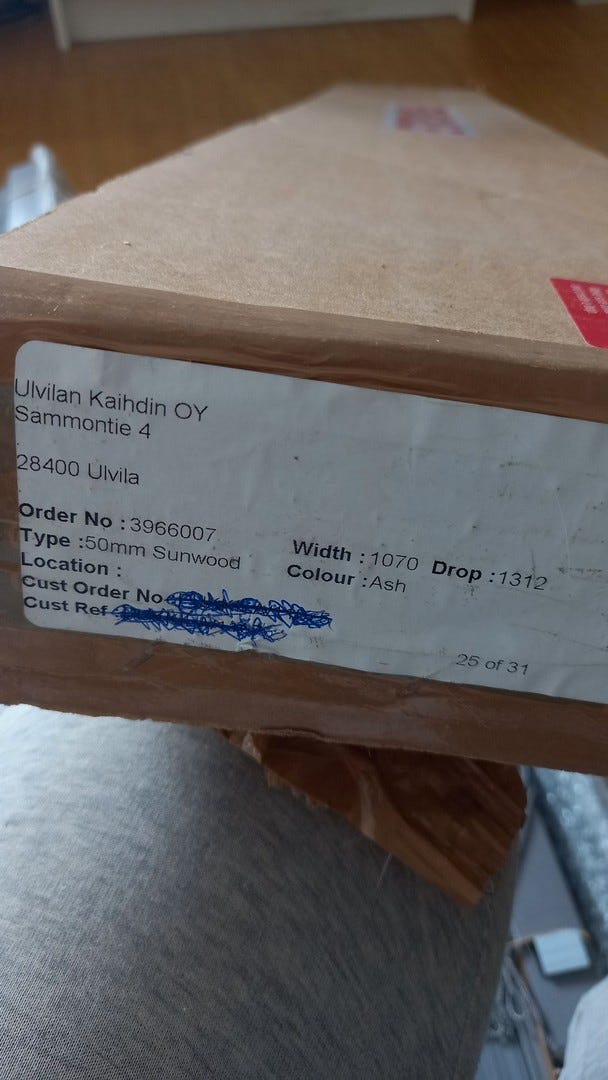 Ulvilan Kaihdin OY
Sammontie 4
28400 Ulvila
Order No : 3966007
Type : 50mm Sunwood
Width : 1070 Drop : 1312
Location :
Colour : Ash
Cust Order No
Cust Ref
25 of 31